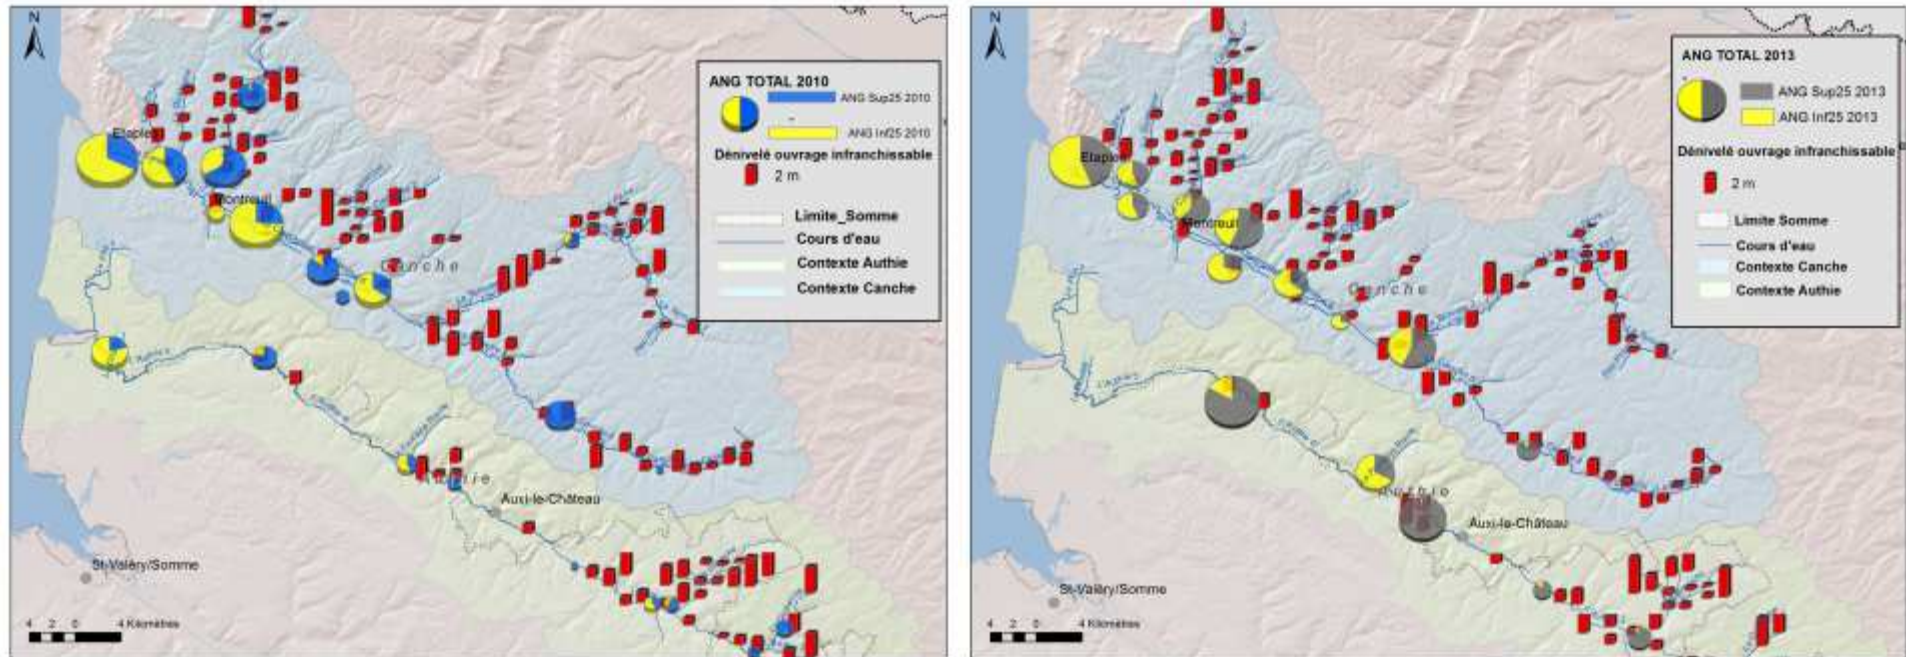 N
ANG TOTAL 2010
ANG Sup25 2010
ANG Inf25 2010
Dénivelé ouvrage infranchissable
2 m
Limite_Somme
Cours d'eau
Contexte Authie
Contexte Canche
Etaples
Montreuil
Canche
Authie
Auxi-le/Château
St-Valéry/Somme
4 2 0 4 Kilomètres
N
ANG TOTAL 2013
ANG Sup25 2013
ANG Inf25 2013
Dénivelé ouvrage infranchissable
2 m
Limite Somme
Cours d'eau
Contexte Canche
Contexte Authie
Etaples
Montreuil
Canche
Authie
Auxi-le-Château
St-Valéry/Somme
4 2 0 4 Kilomètres